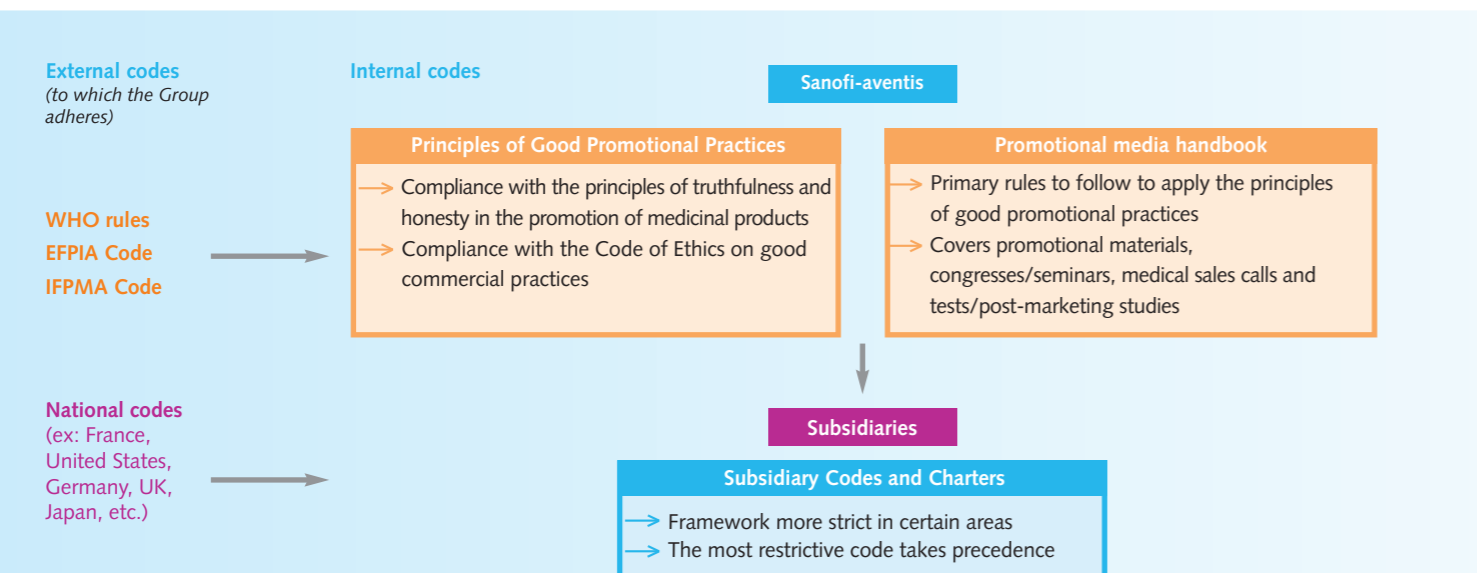 External codes
(to which the Group
adheres)
Internal codes
Sanofi-aventis
Principles of Good Promotional Practices
Compliance with the principles of truthfulness and
honesty in the promotion of medicinal products
Compliance with the Code of Ethics on good
commercial practices
Promotional media handbook
Primary rules to follow to apply the principles
of good promotional practices
Covers promotional materials,
congresses/seminars, medical sales calls and
tests/post-marketing studies
WHO rules
EFPIA Code
IFPMA Code
National codes
(ex: France,
United States,
Germany, UK,
Japan, etc.)
Subsidiaries
Subsidiary Codes and Charters
Framework more strict in certain areas
The most restrictive code takes precedence